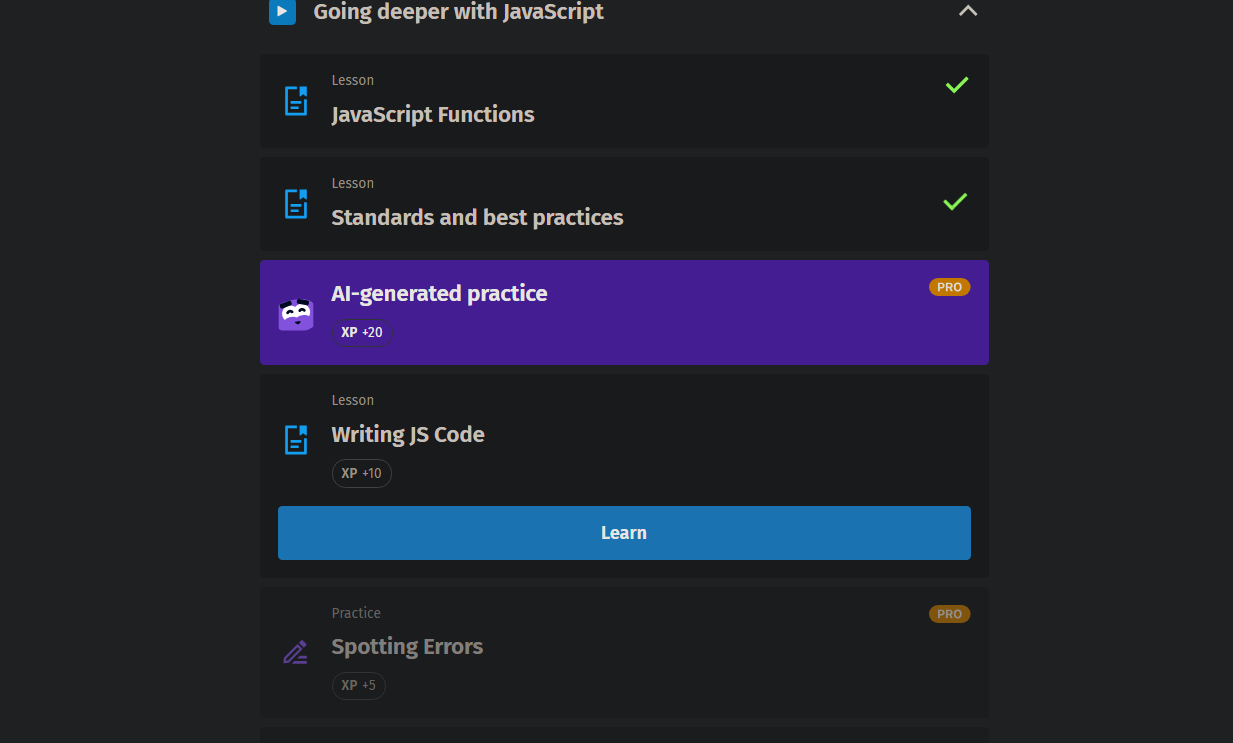 Going deeper with JavaScript
Lesson
JavaScript Functions
Lesson
Standards and best practices
AI-generated practice
PRO
XP +20
Lesson
Writing JS Code
XP +10
Learn
Practice
PRO
Spotting Errors
XP +5